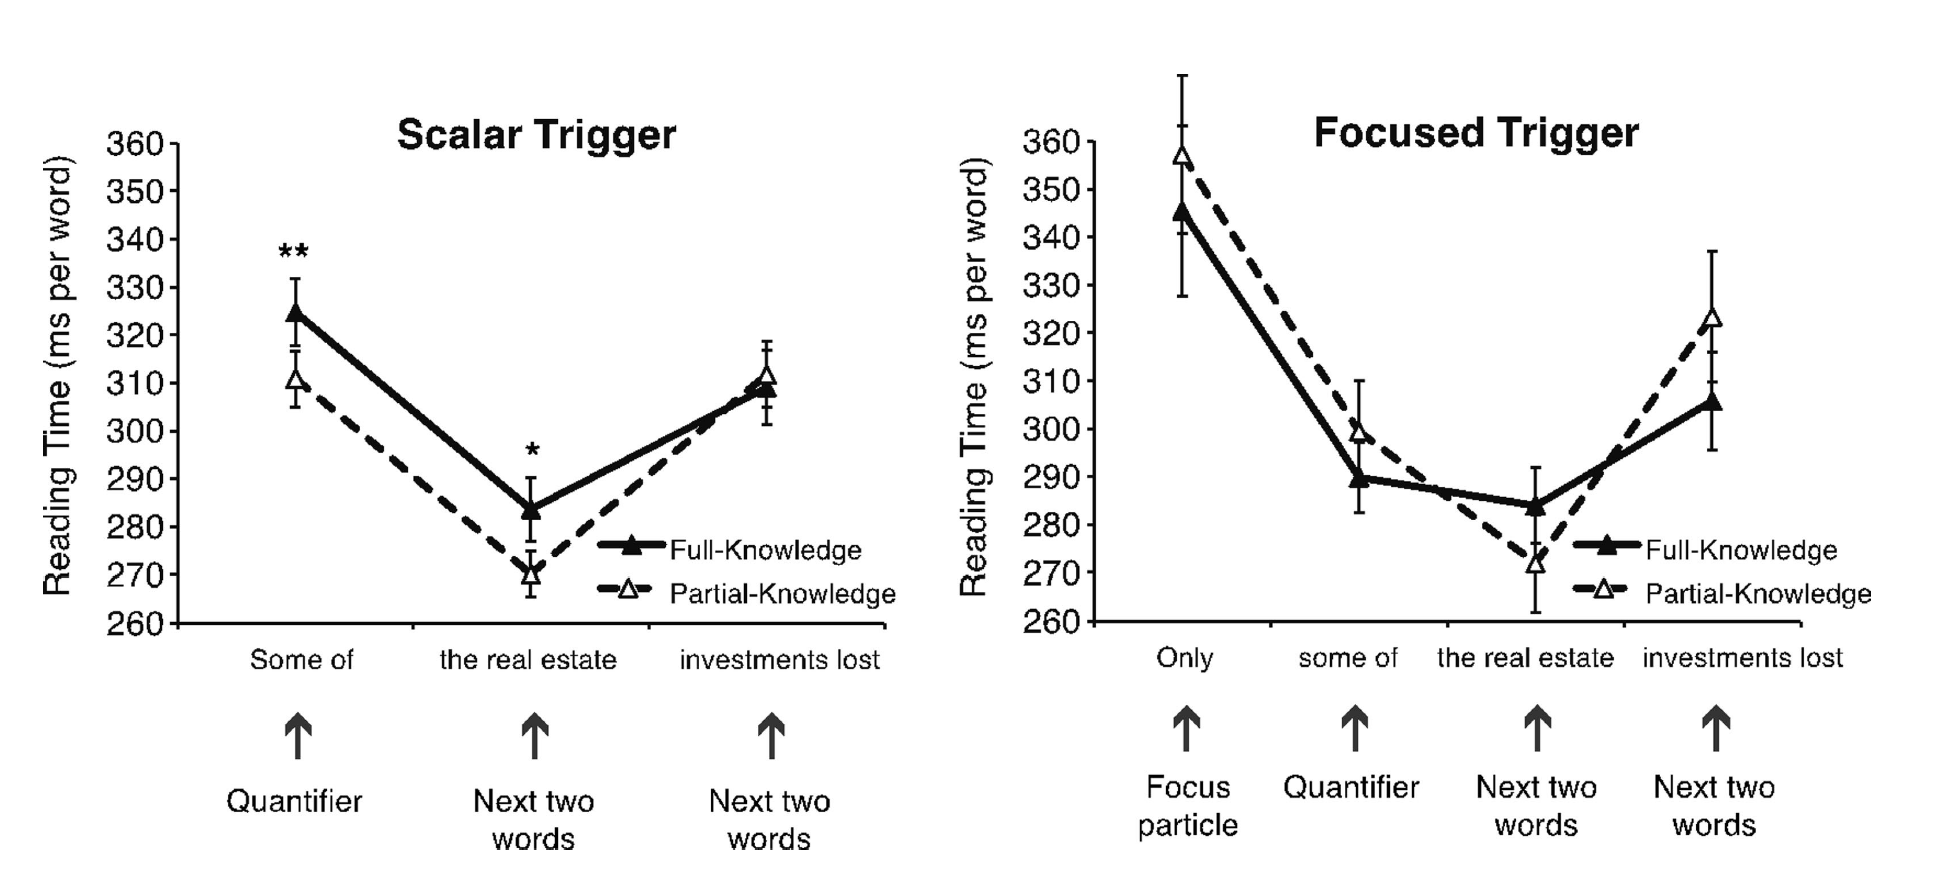 Scalar Trigger
Reading Time (ms per word)
360
350
340
330
320
310
300
290
280
270
260
**
*
Full-Knowledge
Partial-Knowledge
Some of
the real estate
investments lost
Quantifier
Next two
words
Next two
words
Focused Trigger
Reading Time (ms per word)
360
350
340
330
320
310
300
290
280
270
260
Full-Knowledge
Partial-Knowledge
Only
some of
the real estate
investments lost
Focus
particle
Quantifier
Next two
words
Next two
words